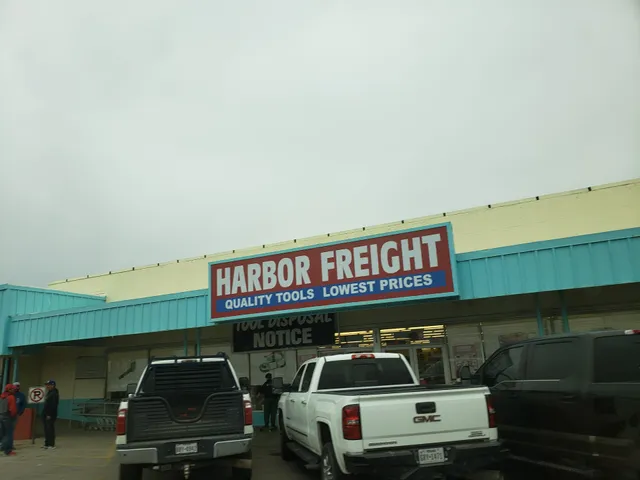 HARBOR FREIGHT
QUALITY TOOLS LOWEST PRICES
TOOL DISPOSAL
NOTICE
P
GMC